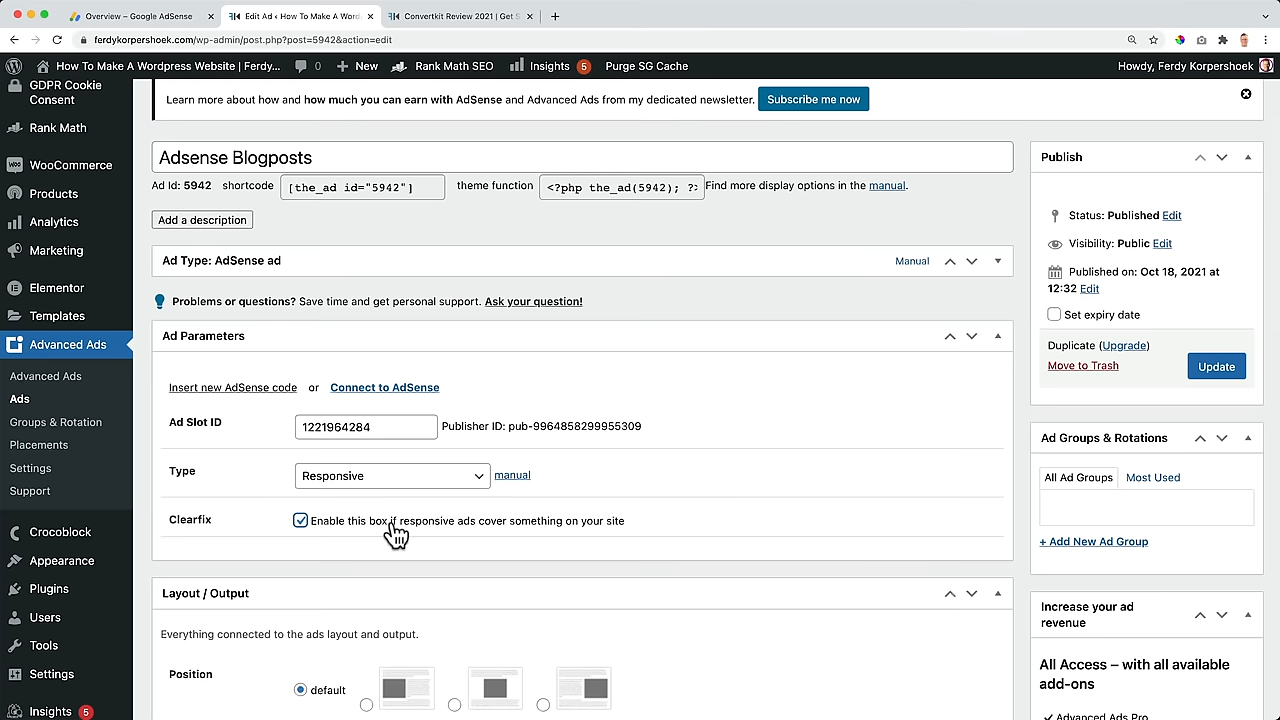 Overview – Google AdSense
Edit Ad ‹ How To Make A Word
Convertkit Review 2021 | Get S
ferdykorpershoek.com/wp-admin/post.php?post=5942&action=edit
How To Make A Wordpress Website | Ferdy... 0 New Rank Math SEO Insights 5 Purge SG Cache Howdy, Ferdy Korpershoek
GDPR Cookie
Consent
Rank Math
WooCommerce
Products
Analytics
Marketing
Elementor
Templates
Advanced Ads
Advanced Ads
Ads
Groups & Rotation
Placements
Settings
Support
Crocoblock
Appearance
Plugins
Users
Tools
Settings
Insights 5
Learn more about how and how much you can earn with AdSense and Advanced Ads from my dedicated newsletter. Subscribe me now
Adsense Blogposts
Ad Id: 5942 shortcode [the_ad id="5942"] theme function <?php the_ad(5942); ?> Find more display options in the manual.
Add a description
Ad Type: AdSense ad Manual
Problems or questions? Save time and get personal support. Ask your question!
Ad Parameters
Insert new AdSense code or Connect to AdSense
Ad Slot ID 1221964284 Publisher ID: pub-9964858299955309
Type Responsive manual
Clearfix Enable this box if responsive ads cover something on your site
Layout / Output
Everything connected to the ads layout and output.
Position default
Publish
Status: Published Edit
Visibility: Public Edit
Published on: Oct 18, 2021 at
12:32 Edit
Set expiry date
Duplicate (Upgrade)
Move to Trash Update
Ad Groups & Rotations
All Ad Groups Most Used
+ Add New Ad Group
Increase your ad
revenue
All Access – with all available
add-ons
Advanced Ads Pro